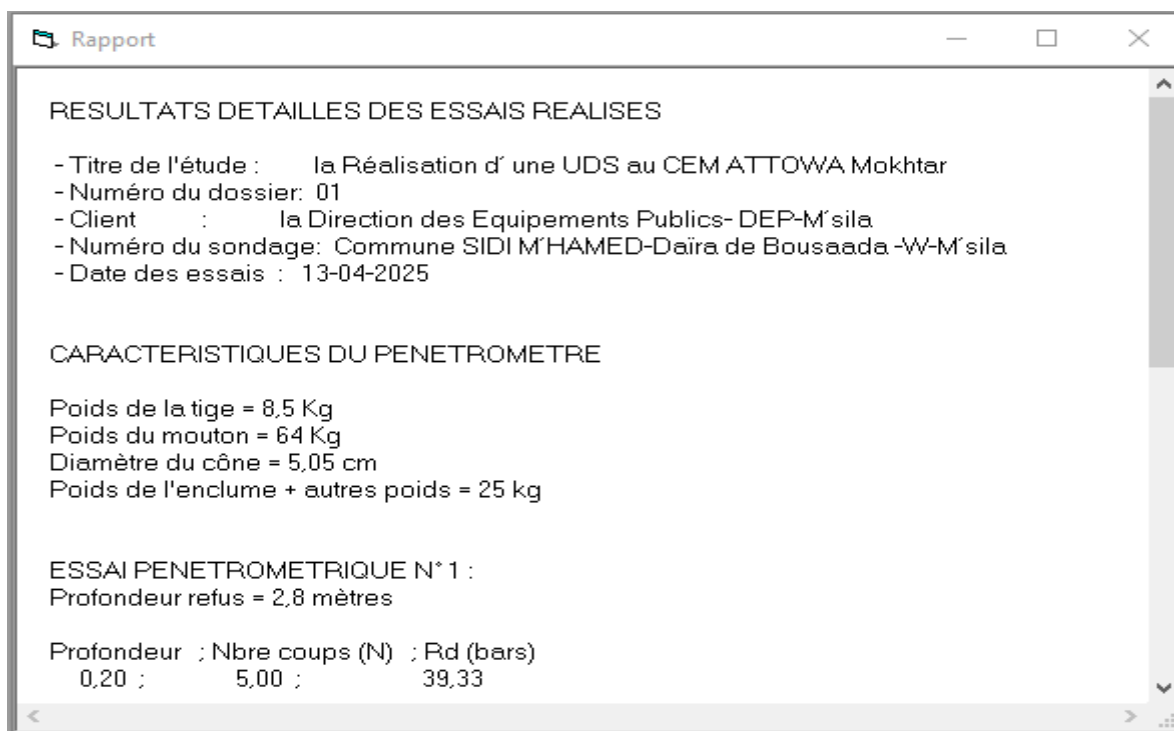 Rapport
RESULTATS DETAILLES DES ESSAIS REALISES
- Titre de l'étude : la Réalisation d´ une UDS au CEM ATTOWA Mokhtar
- Numéro du dossier: 01
- Client : la Direction des Equipements Publics- DEP-M´sila
- Numéro du sondage: Commune SIDI M´HAMED-Daïra de Bousaada -W-M´sila
- Date des essais : 13-04-2025
CARACTERISTIQUES DU PENETROMETRE
Poids de la tige = 8,5 Kg
Poids du mouton = 64 Kg
Diamètre du cône = 5,05 cm
Poids de l'enclume + autres poids = 25 kg
ESSAI PENETROMETRIQUE N° 1 :
Profondeur refus = 2,8 mètres
Profondeur ; Nbre coups (N) ; Rd (bars)
0,20 ; 5,00 ; 39,33